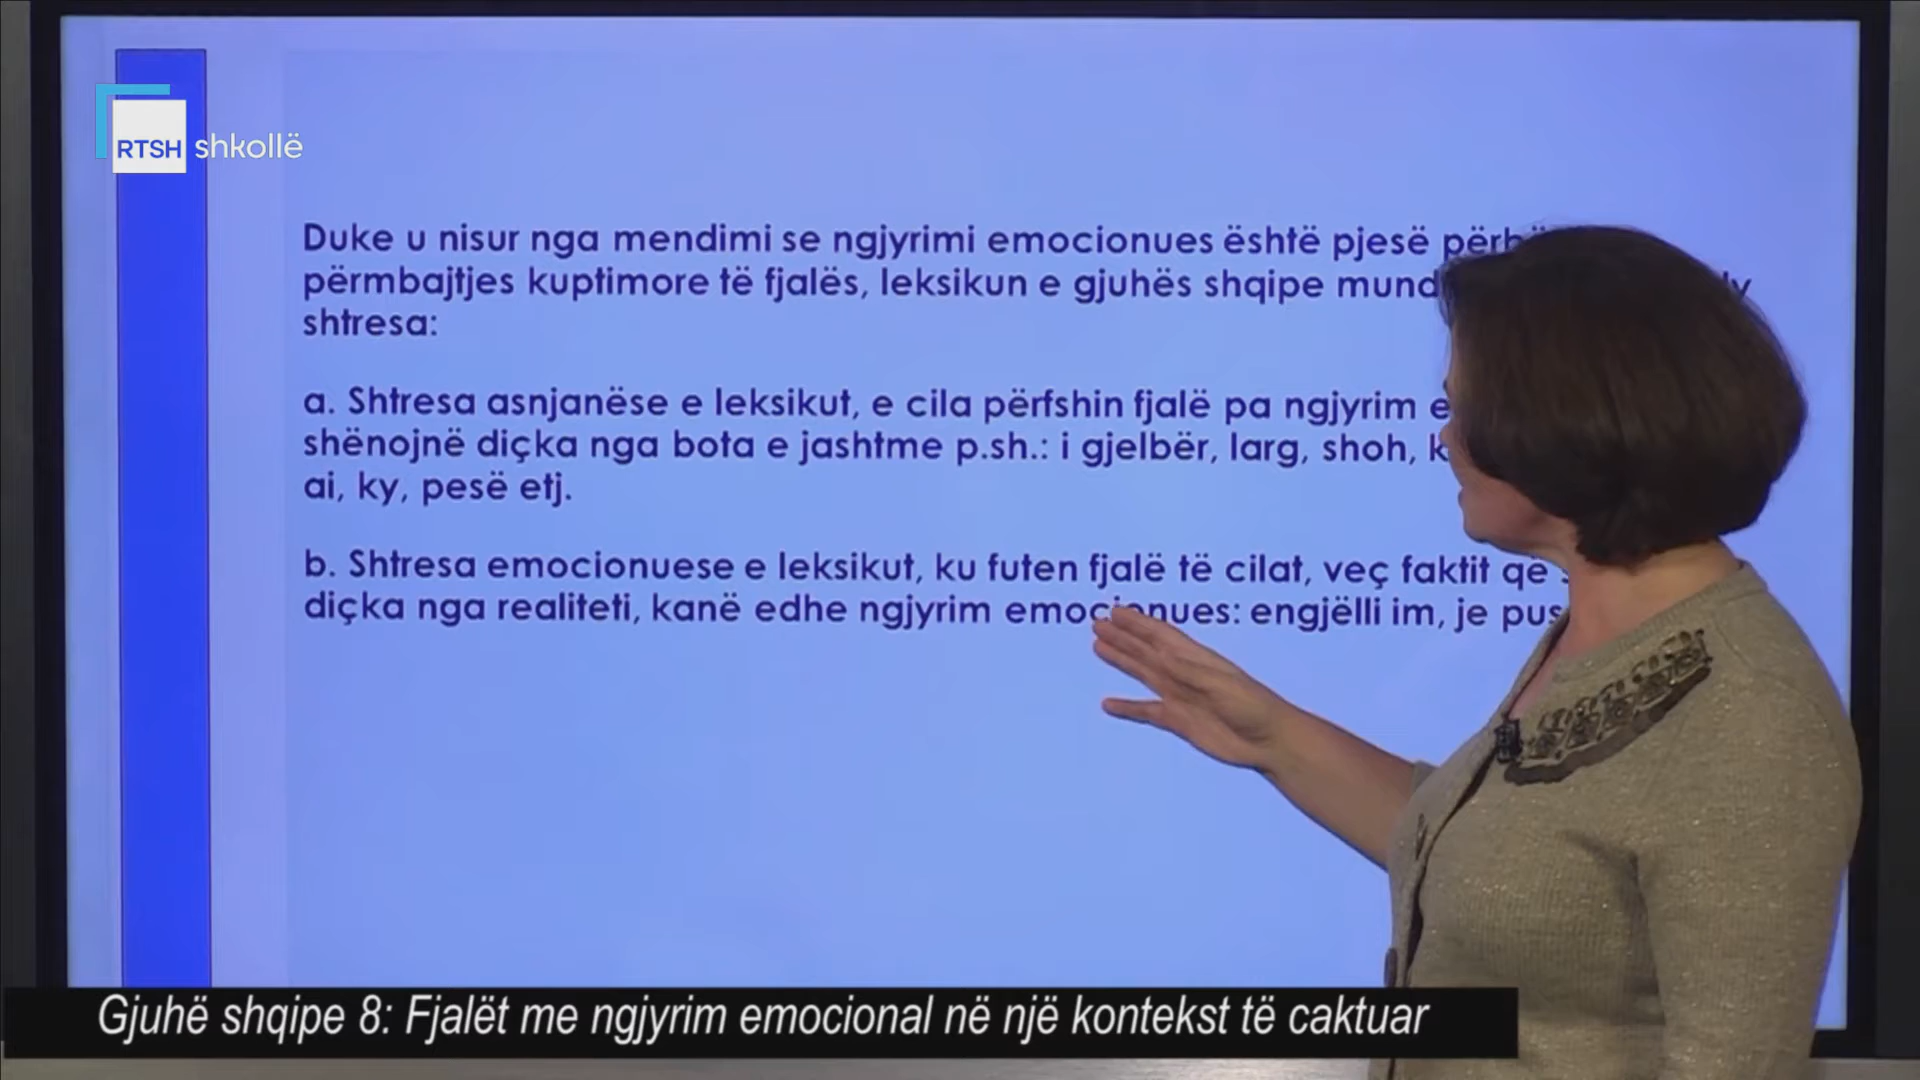 RTSH shkollë
Duke u nisur nga mendimi se ngjyrimi emocionues është pjesë
përmbajtjes kuptimore të fjalës, leksikun e gjuhës shqipe
shtresa:
a. Shtresa asnjanëse e leksikut, e cila përfshin fjalë pa ngjyrim
shënojnë diçka nga bota e jashtme p.sh.: i gjelbër, larg, shoh,
ai, ky, pesë etj.
b. Shtresa emocionuese e leksikut, ku futen fjalë të cilat, veç faktit që
diçka nga realiteti, kanë edhe ngjyrim emocionues: engjëlli im, je
Gjuhë shqipe 8: Fjalët me ngjyrim emocional në një kontekst të caktuar